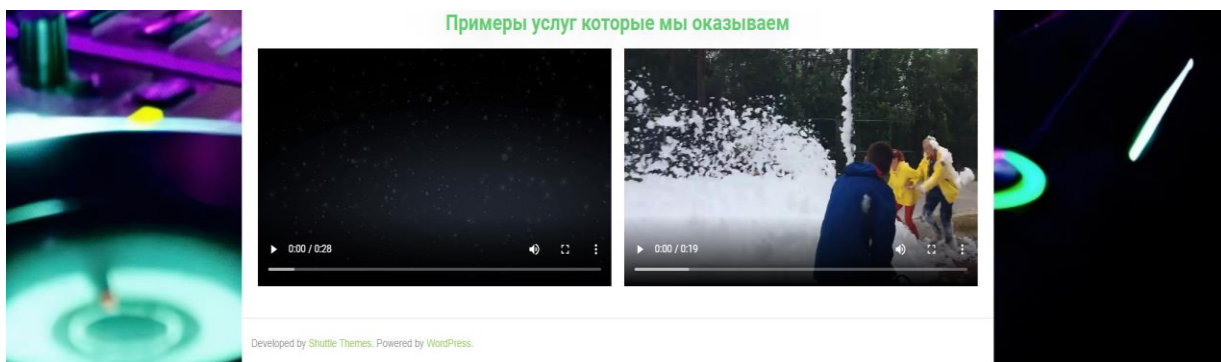 Примеры услуг которые мы оказываем
0:00 / 0:28
0:00 / 0:19
Developed by Shuttle Themes. Powered by WordPress.